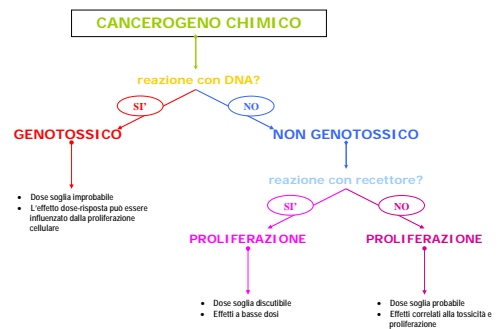 CANCEROGENO CHIMICO
reazione con DNA?
SI' NO
GENOTOSSICO NON GENOTOSSICO
reazione con recettore?
• Dose soglia improbabile
• L'effetto dose-risposta può essere
influenzato dalla proliferazione
cellulare
SI' NO
PROLIFERAZIONE PROLIFERAZIONE
• Dose soglia discutibile
• Effetti a basse dosi
• Dose soglia probabile
• Effetti correlati alla tossicità e
proliferazione